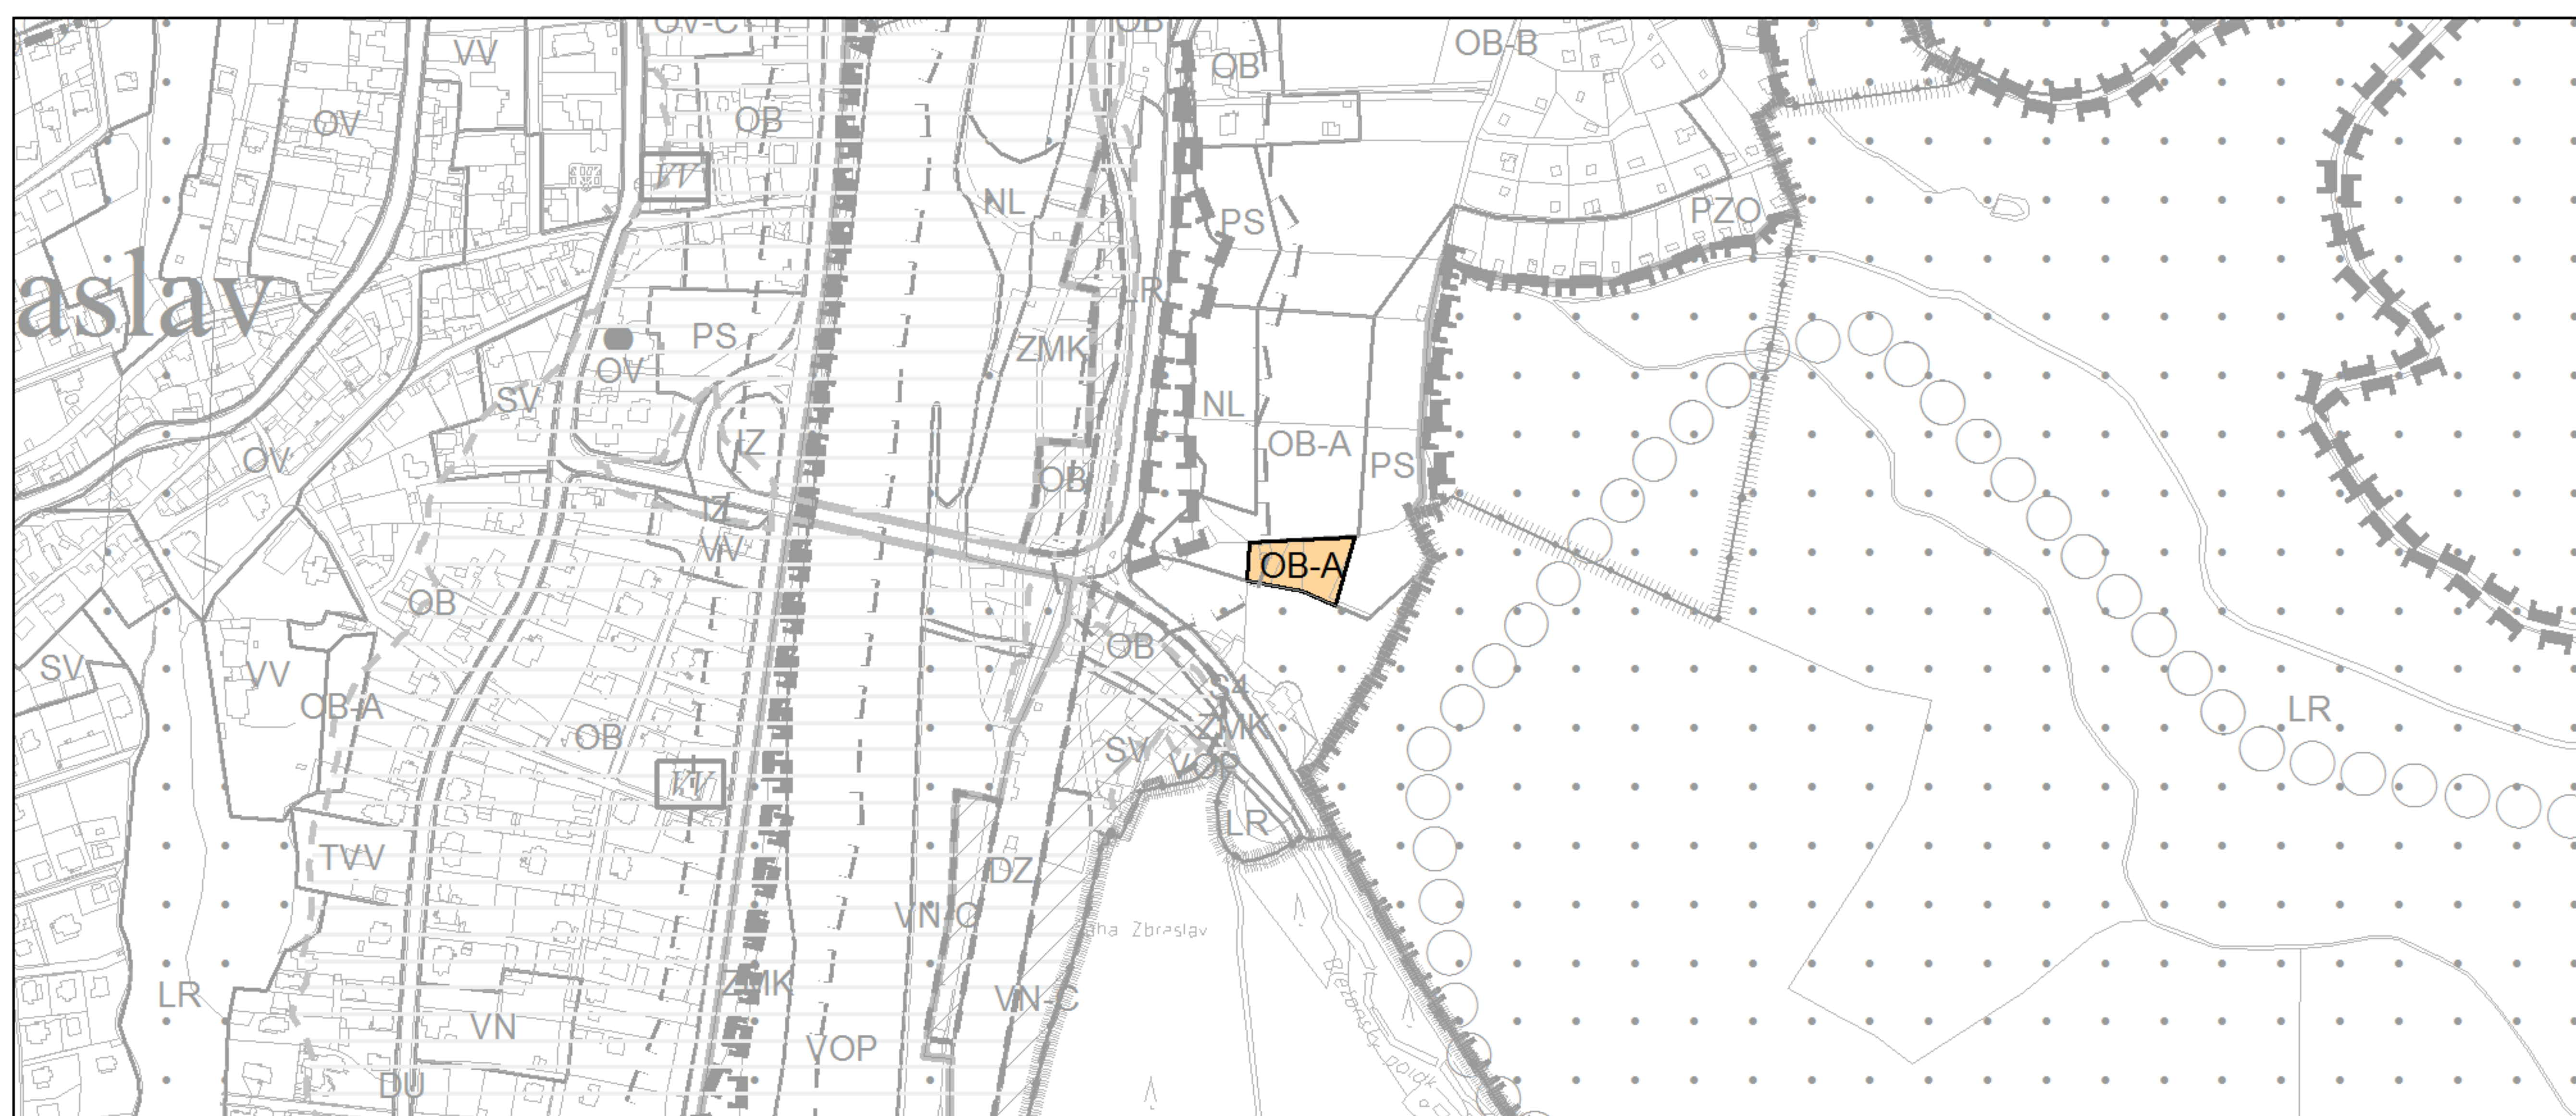 OV-C
OB
VV
OB-B
OB
OV
OB
VV
NL
PZO
PS
aslav
LR
PS
ZMK
OV
SV
NL
OB-A
IZ
OV
PS
OB
IZ
VV
OB-A
OB
OB
SV
VV
S4
OB-A
LR
ZMK
OB
SV
VOP
VV
LR
TVV
DZ
VN-C
aha Zbraslav
ZMK
LR
VN-C
VN
VOP
DU